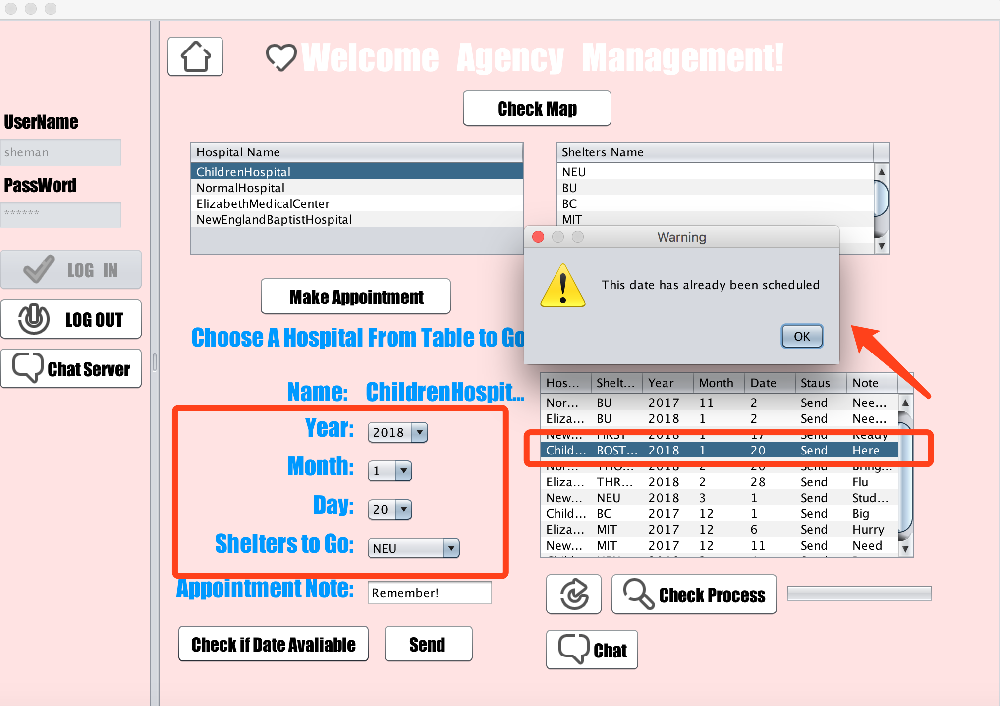 Welcome Agency Management!
Check Map
UserName
sheman
PassWord
******
LOG IN
LOG OUT
Chat Server
Hospital Name
ChildrenHospital
NormalHospital
ElizabethMedicalCenter
NewEnglandBaptistHospital
Shelters Name
NEU
BU
BC
MIT
Warning
This date has already been scheduled
OK
Make Appointment
Choose A Hospital From Table to Go
Name: ChildrenHospit...
Year: 2018
Month: 1
Day: 20
Shelters to Go: NEU
Appointment Note: Remember!
Check if Date Avaliable
Send
Hos... Shelt... Year Month Date Staus Note
Nor... BU 2017 11 2 Send Nee...
Eliza... BU 2018 1 2 Send Nee...
New... FIRST 2018 1 17 Send Ready
Child... BOST... 2018 1 20 Send Here
Nor... THO... 2018 2 20 Send Bring...
Eliza... THR... 2018 2 28 Send Flu
New... NEU 2018 3 1 Send Stud...
Child... BC 2017 12 1 Send Big
Eliza... MIT 2017 12 6 Send Hurry
New... MIT 2017 12 11 Send Need
Check Process
Chat